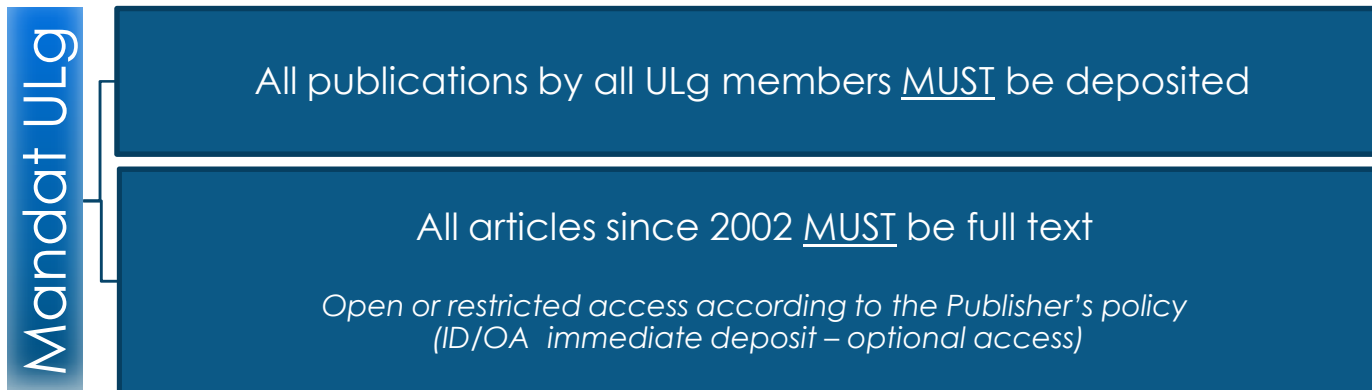 Mandat ULg
All publications by all ULg members MUST be deposited
All articles since 2002 MUST be full text
Open or restricted access according to the Publisher's policy
(ID/OA  immediate deposit – optional access)